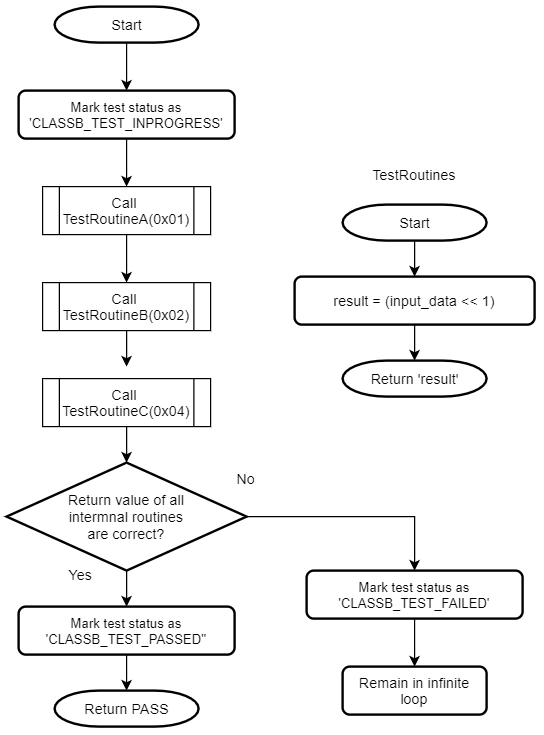 Start
Mark test status as
'CLASSB_TEST_INPROGRESS'
Call
TestRoutineA(0x01)
Call
TestRoutineB(0x02)
Call
TestRoutineC(0x04)
Return value of all
intermnal routines
are correct?
No
Yes
Mark test status as
'CLASSB_TEST_PASSED"
Return PASS
Mark test status as
'CLASSB_TEST_FAILED'
Remain in infinite
loop
TestRoutines
Start
result = (input_data << 1)
Return 'result'